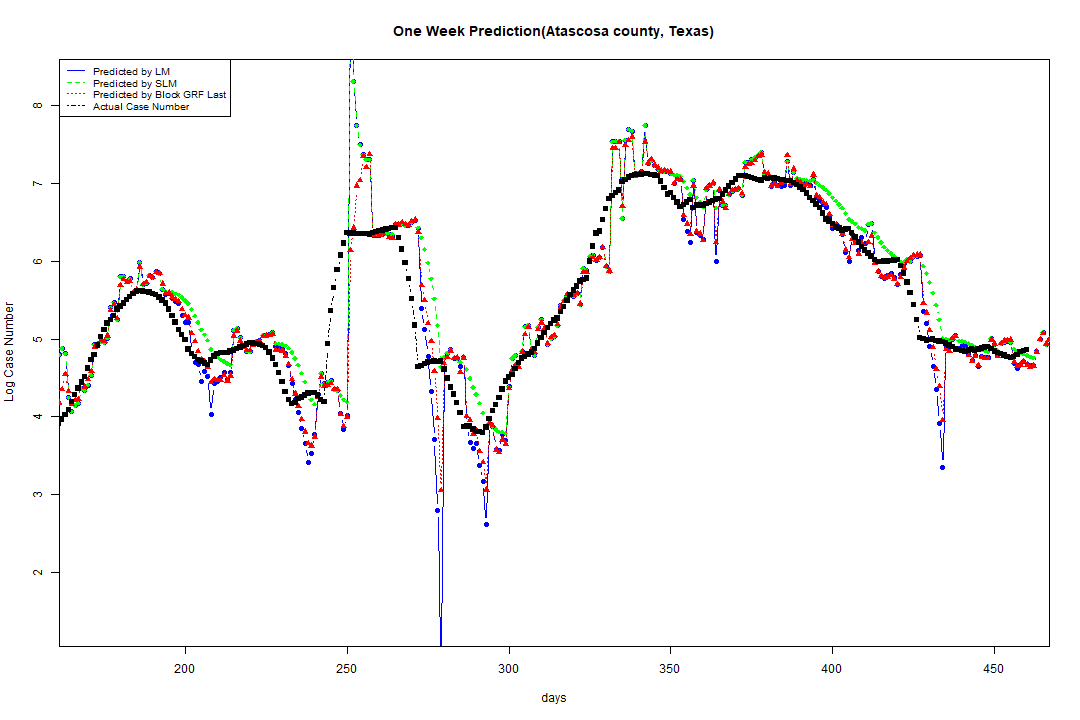 One Week Prediction(Atascosa county, Texas)
Predicted by LM
Predicted by SLM
Predicted by Block GRF Last
Actual Case Number
8
7
6
5
4
3
2
Log Case Number
200 250 300 350 400 450
days